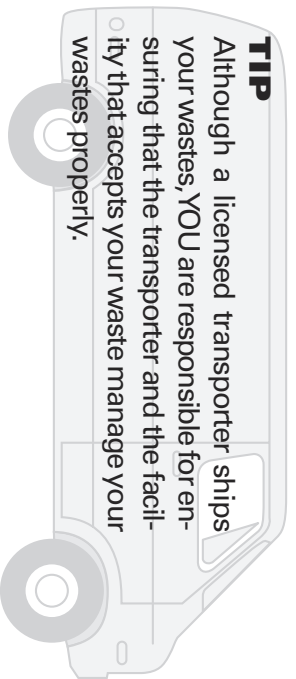 TIP
Although a licensed transporter ships
your wastes, YOU are responsible for en-
suring that the transporter and the facil-
ity that accepts your waste manage your
wastes properly.